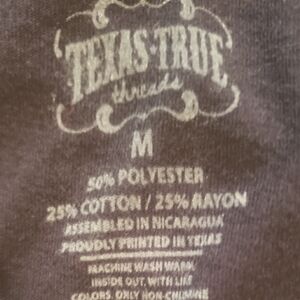 TEXAS★TRUE
threads
M
50% POLYESTER
25% COTTON / 25% RAYON
ASSEMBLED IN NICARAGUA
PROUDLY PRINTED IN TEXAS
MACHINE WASH WARM
INSIDE OUT, WITH LIKE
COLORS. ONLY NON-CHLORINE